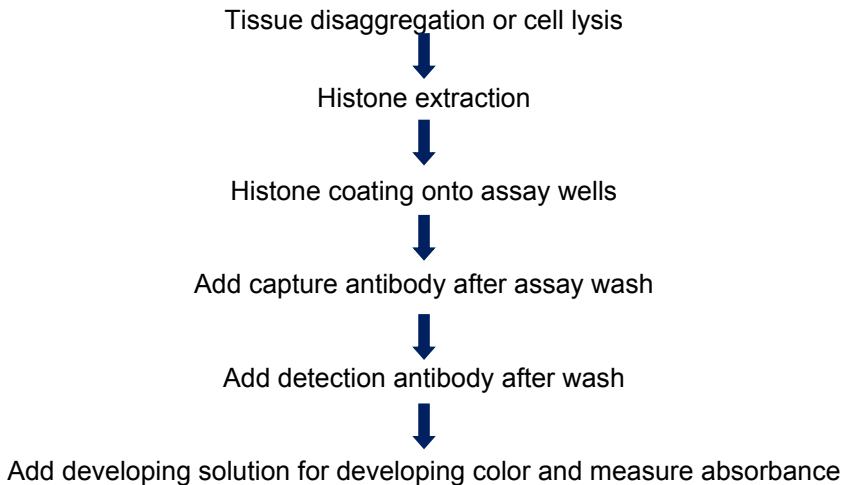 Tissue disaggregation or cell lysis
Histone extraction
Histone coating onto assay wells
Add capture antibody after assay wash
Add detection antibody after wash
Add developing solution for developing color and measure absorbance